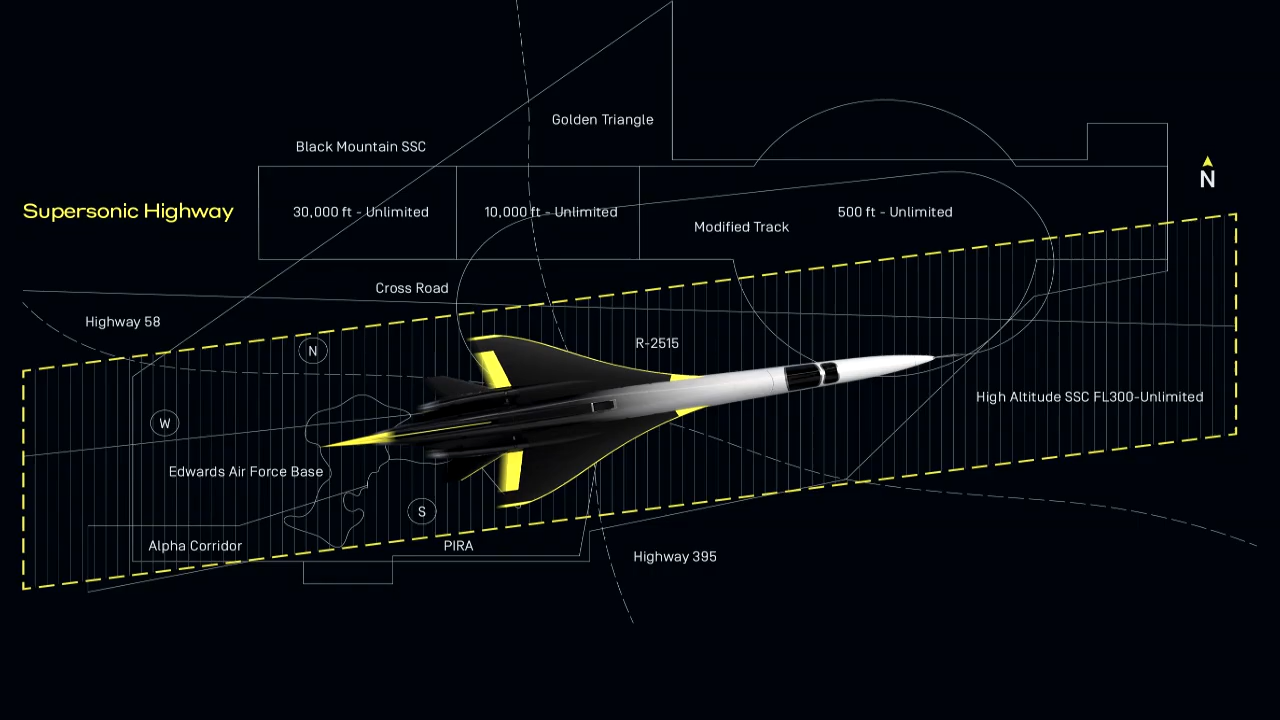 Golden Triangle
Black Mountain SSC
N
Supersonic Highway
30,000 ft - Unlimited
10,000 ft - Unlimited
500 ft - Unlimited
Modified Track
Cross Road
Highway 58
R-2515
N
High Altitude SSC FL300-Unlimited
W
Edwards Air Force Base
S
Alpha Corridor
PIRA
Highway 395